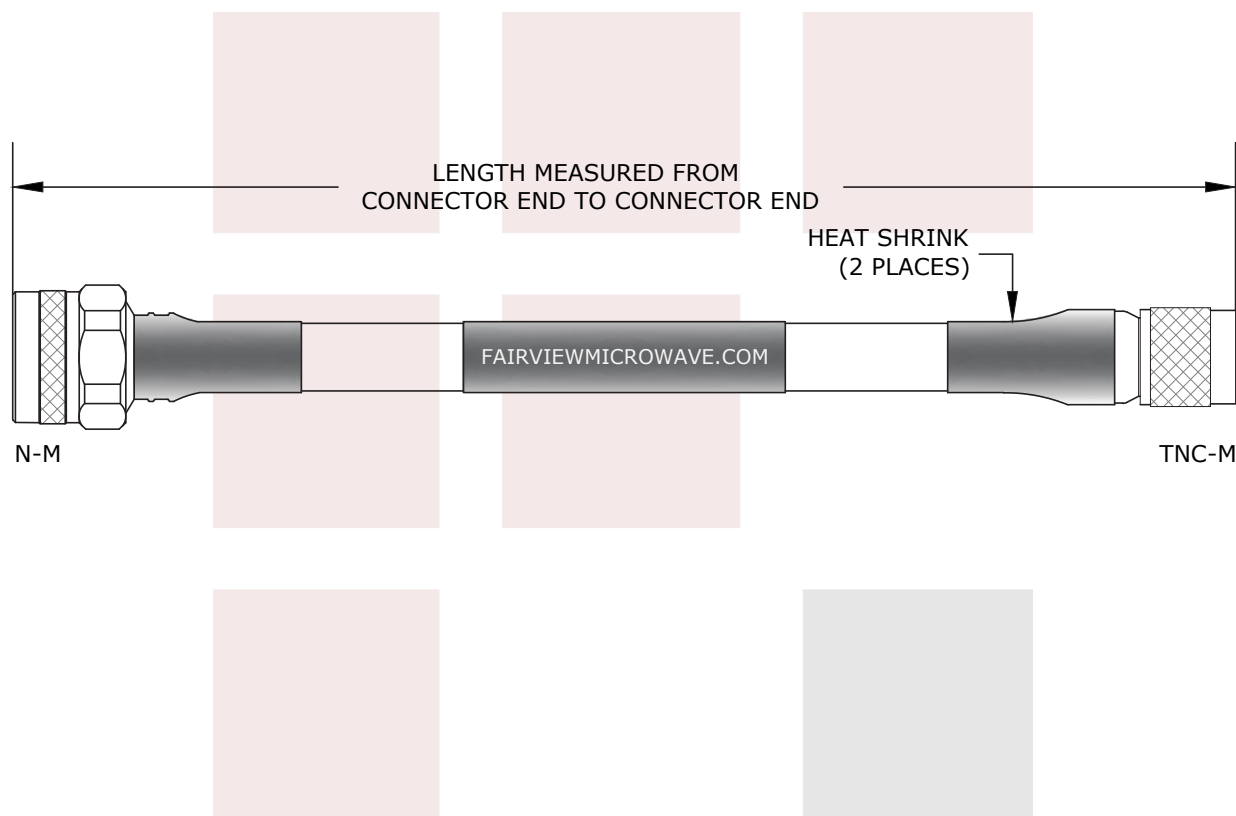 LENGTH MEASURED FROM
CONNECTOR END TO CONNECTOR END
HEAT SHRINK
(2 PLACES)
FAIRVIEWMICROWAVE.COM
N-M
TNC-M